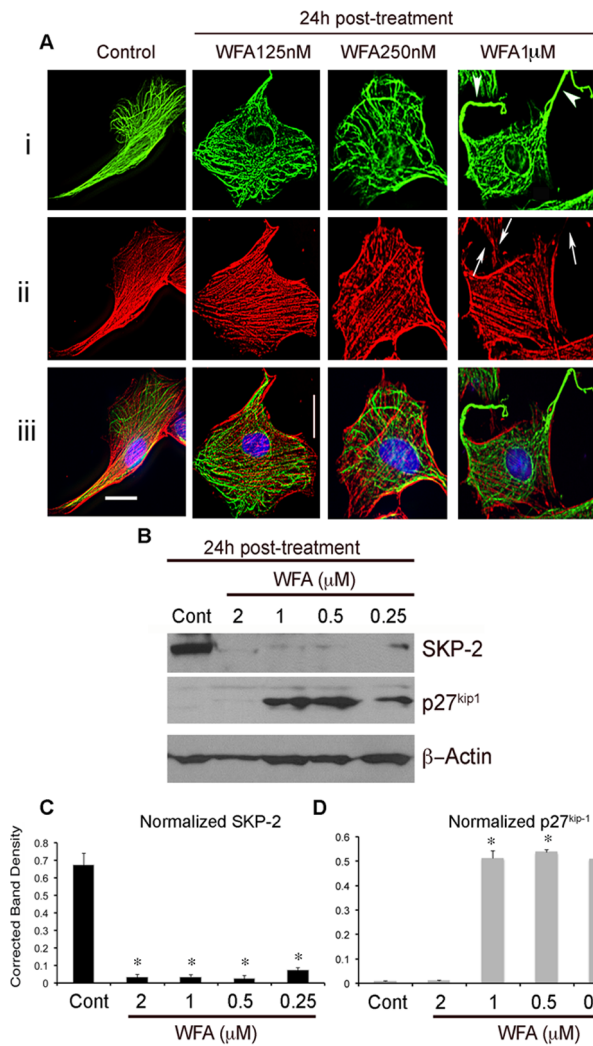 24h post-treatment
A
Control WFA125nM WFA250nM WFA1µM
i
ii
iii
B
24h post-treatment
WFA (µM)
Cont 2 1 0.5 0.25
SKP-2
p27kip1
β–Actin
C
Normalized SKP-2
Corrected Band Density
0.8
0.7
0.6
0.5
0.4
0.3
0.2
0.1
0
* * * *
Cont 2 1 0.5 0.25
WFA (µM)
D
Normalized p27kip-1
0.6
0.5
0.4
0.3
0.2
0.1
0
* *
Cont 2 1 0.5
WFA (µM)